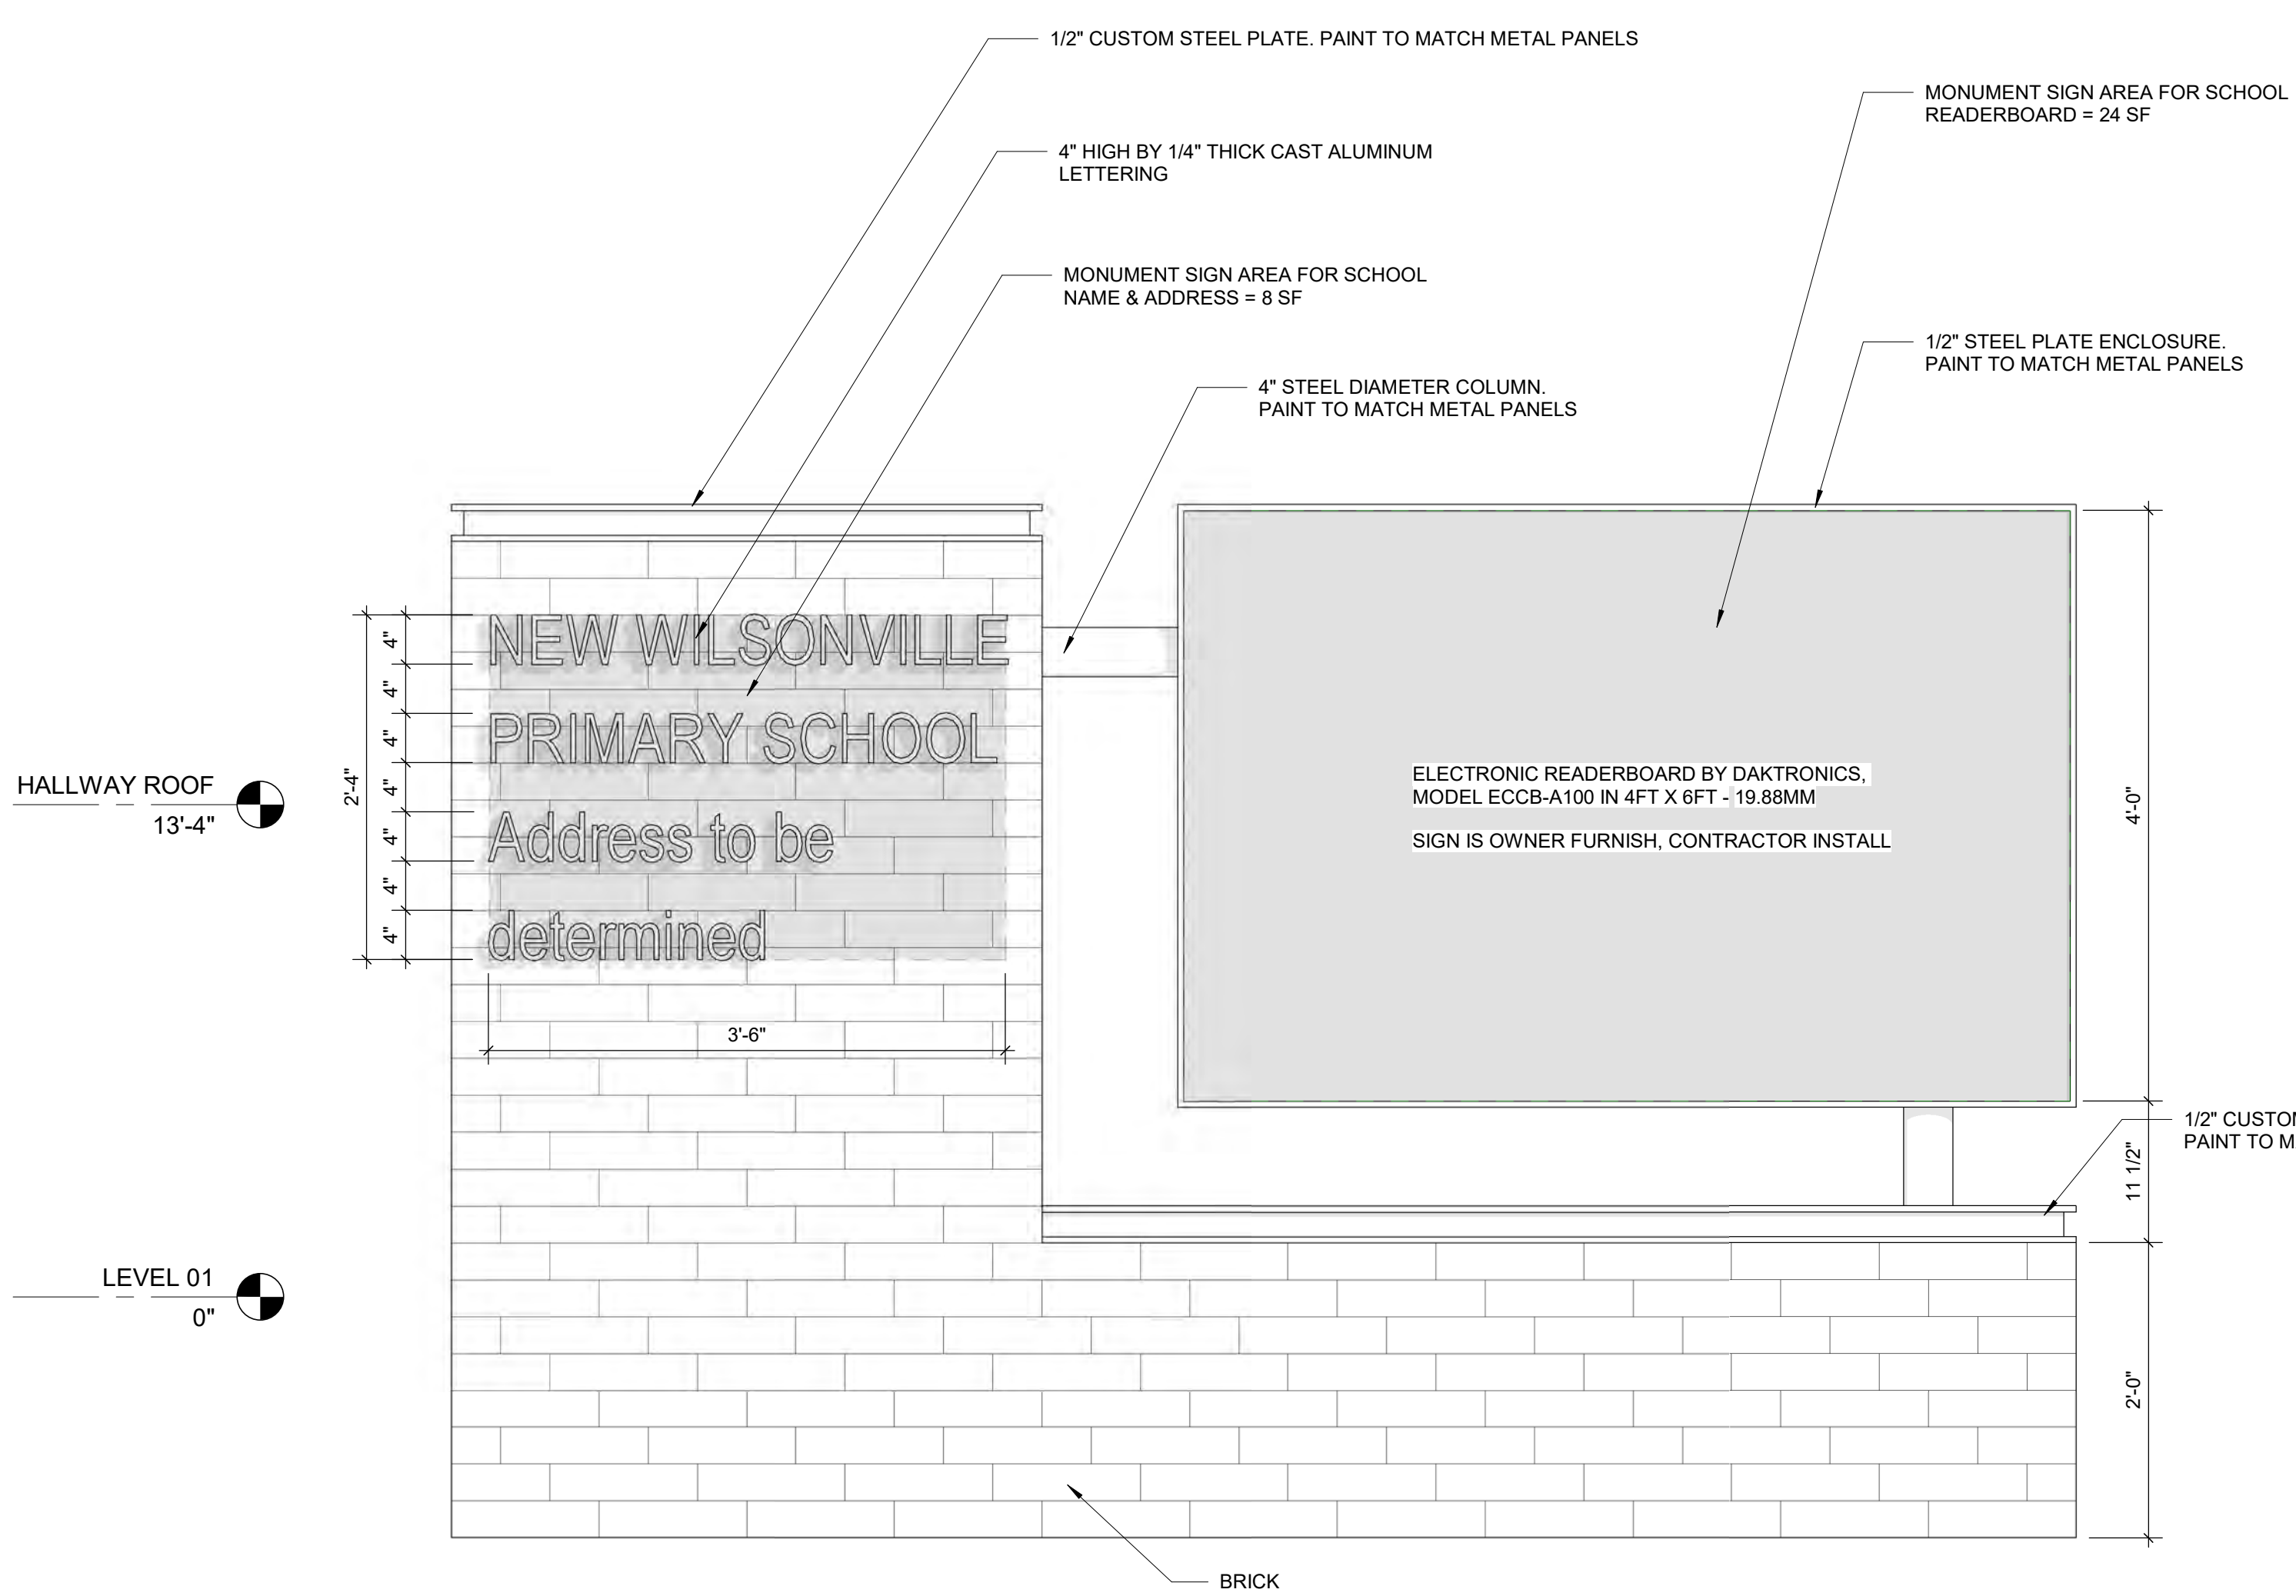 1/2" CUSTOM STEEL PLATE. PAINT TO MATCH METAL PANELS
MONUMENT SIGN AREA FOR SCHOOL
READERBOARD = 24 SF
4" HIGH BY 1/4" THICK CAST ALUMINUM
LETTERING
MONUMENT SIGN AREA FOR SCHOOL
NAME & ADDRESS = 8 SF
1/2" STEEL PLATE ENCLOSURE.
PAINT TO MATCH METAL PANELS
4" STEEL DIAMETER COLUMN.
PAINT TO MATCH METAL PANELS
NEW WILSONVILLE
PRIMARY SCHOOL
Address to be
determined
4"
4"
4"
4"
4"
4"
4"
2'-4"
3'-6"
HALLWAY ROOF
13'-4"
ELECTRONIC READERBOARD BY DAKTRONICS,
MODEL ECCB-A100 IN 4FT X 6FT - 19.88MM
SIGN IS OWNER FURNISH, CONTRACTOR INSTALL
4'-0"
1/2"
PAINT TO
11 1/2"
LEVEL 01
0"
2'-0"
BRICK